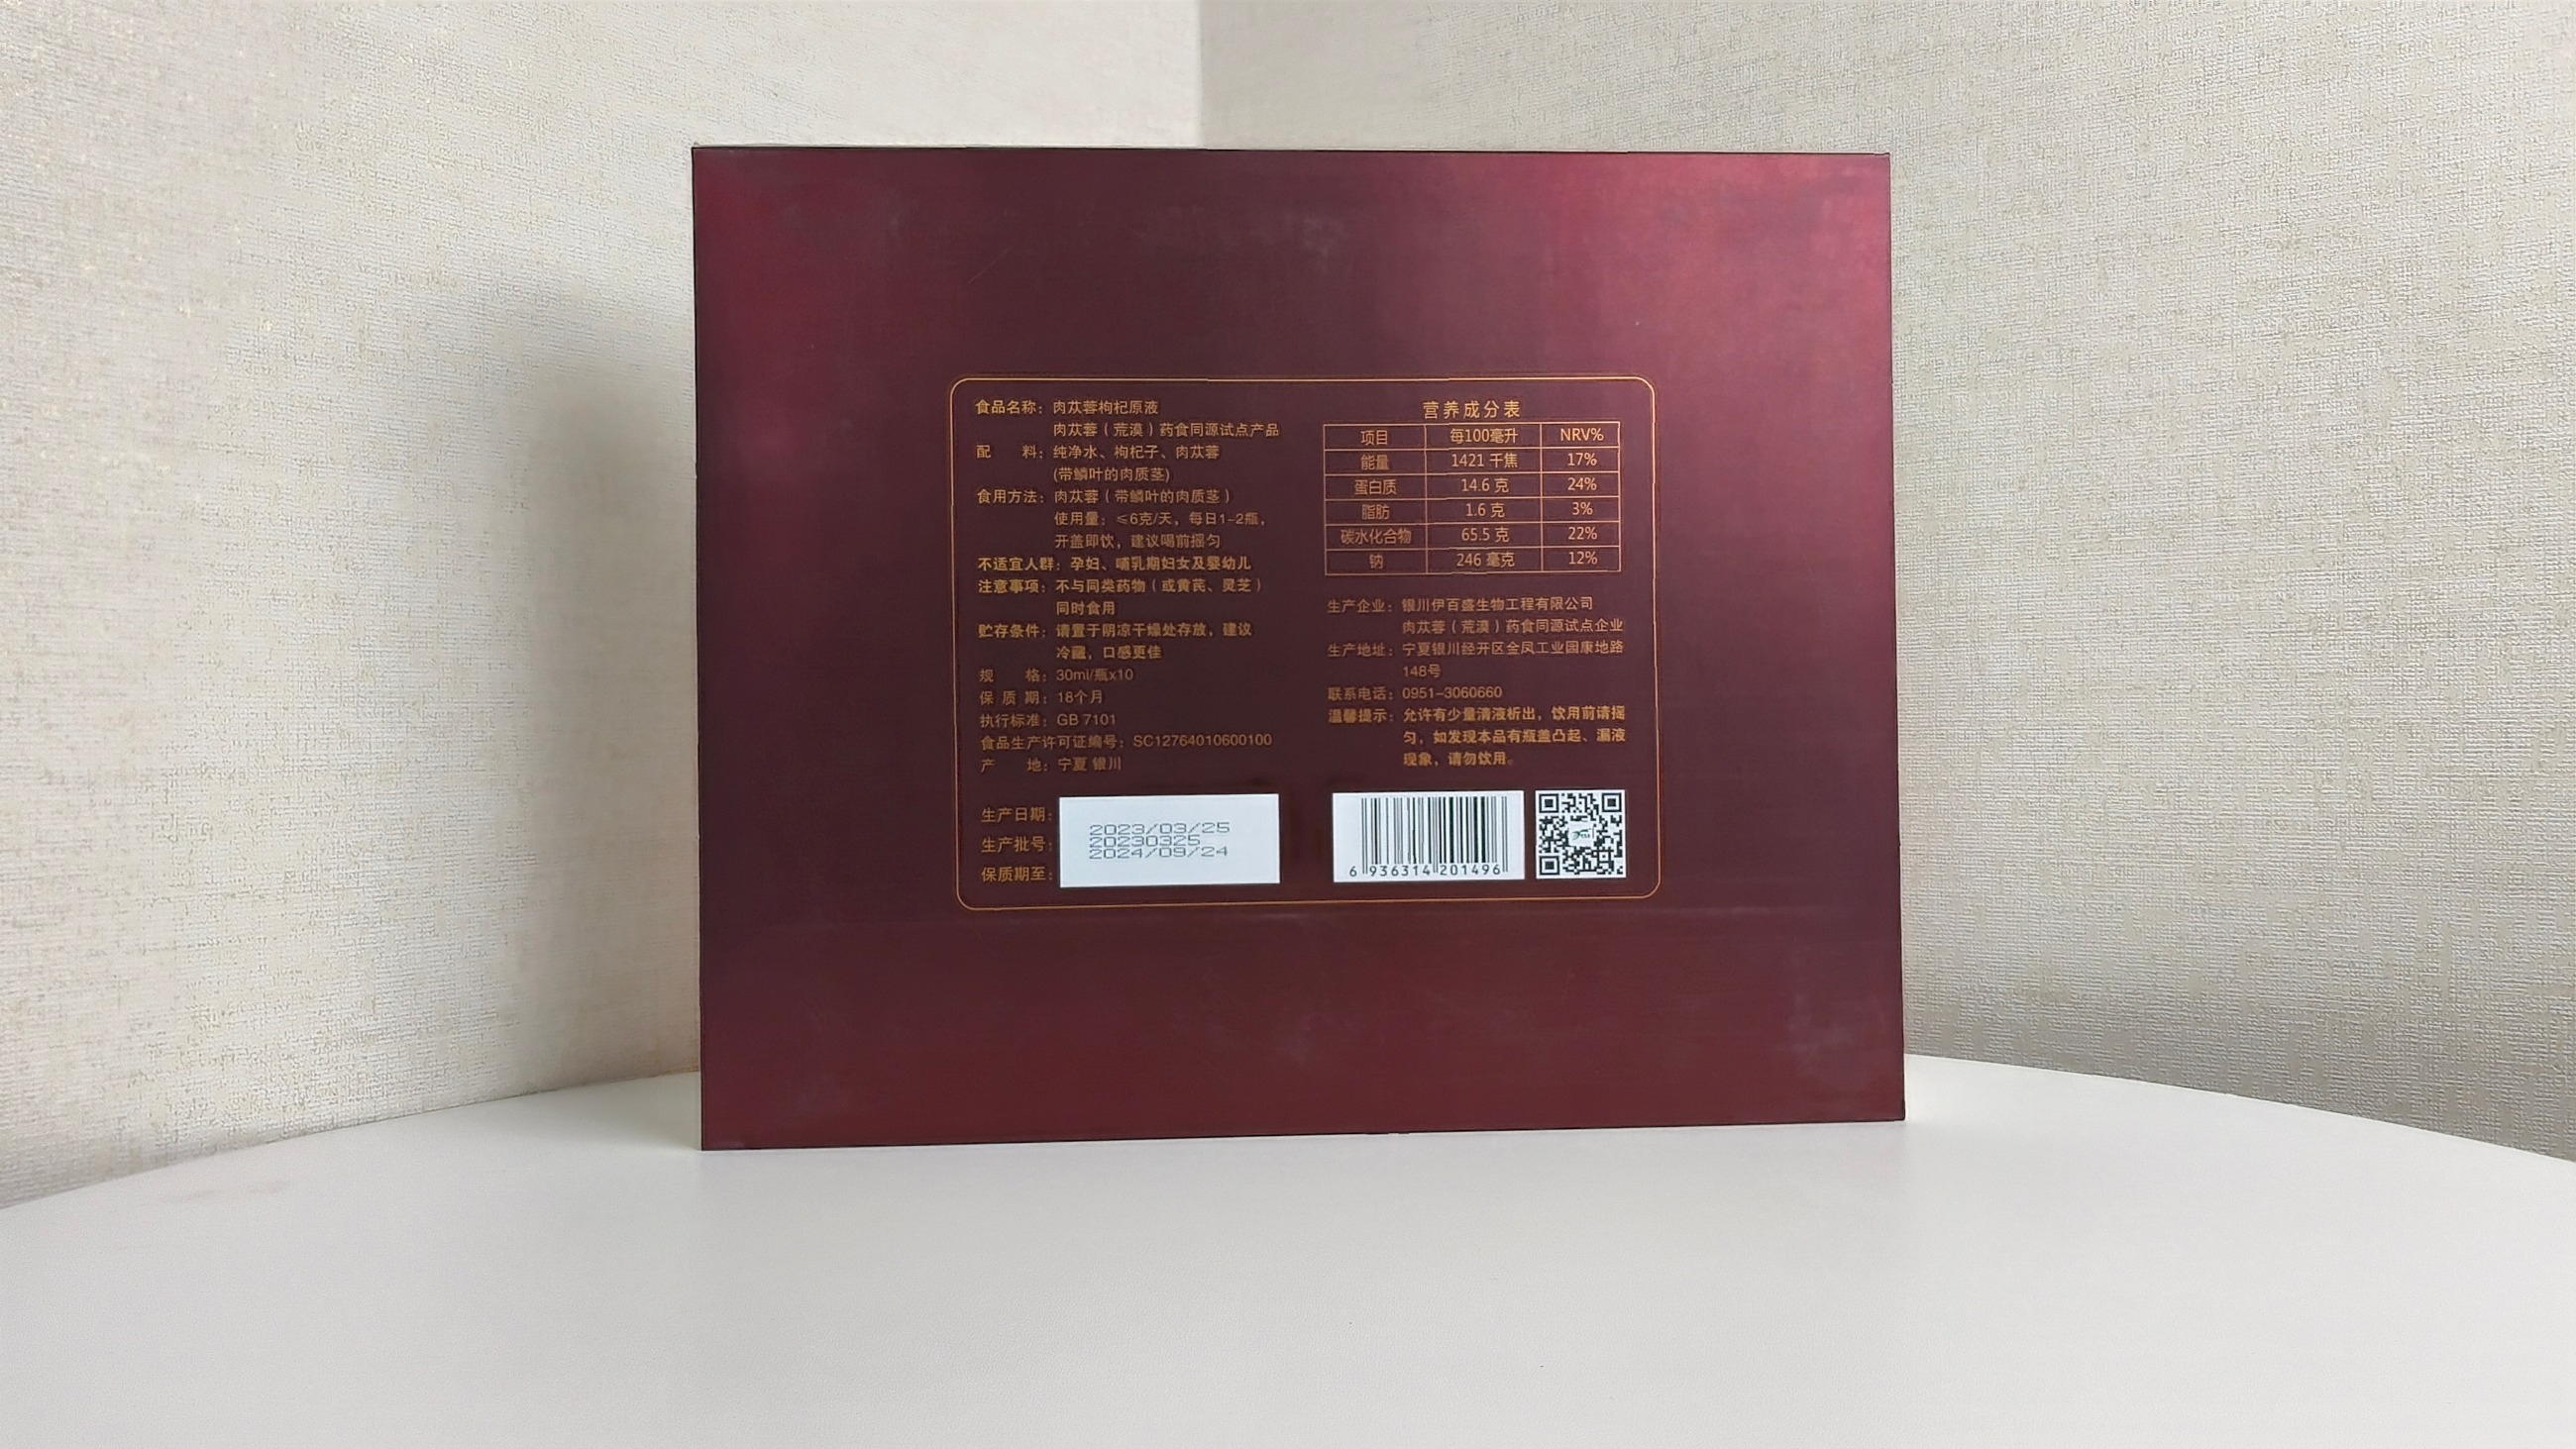 食品名称：肉苁蓉枸杞原液
肉苁蓉（荒漠）药食同源试点产品
配 料：纯净水、枸杞子、肉苁蓉
(带鳞叶的肉质茎)
食用方法：肉苁蓉（带鳞叶的肉质茎）
使用量：≤6克/天，每日1-2瓶，
开盖即饮，建议喝前摇匀
不适宜人群：孕妇、哺乳期妇女及婴幼儿
注意事项：不与同类药物（或黄芪、灵芝）
同时食用
贮存条件：请置于阴凉干燥处存放，建议
冷藏，口感更佳
规 格：30ml/瓶x10
保 质 期：18个月
执行标准：GB 7101
食品生产许可证编号：SC12764010600100
产 地：宁夏 银川
生产日期：2023/03/25
生产批号：20230325
保质期至：2024/09/24
营养成分表
项目 每100毫升 NRV%
能量 1421 千焦 17%
蛋白质 14.6 克 24%
脂肪 1.6 克 3%
碳水化合物 65.5 克 22%
钠 246 毫克 12%
生产企业：银川伊百盛生物工程有限公司
肉苁蓉（荒漠）药食同源试点企业
生产地址：宁夏银川经开区金凤工业园康地路
148号
联系电话：0951-3060660
温馨提示：允许有少量清液析出，饮用前请摇
匀，如发现本品有瓶盖凸起、漏液
现象，请勿饮用。
6 936314 201496